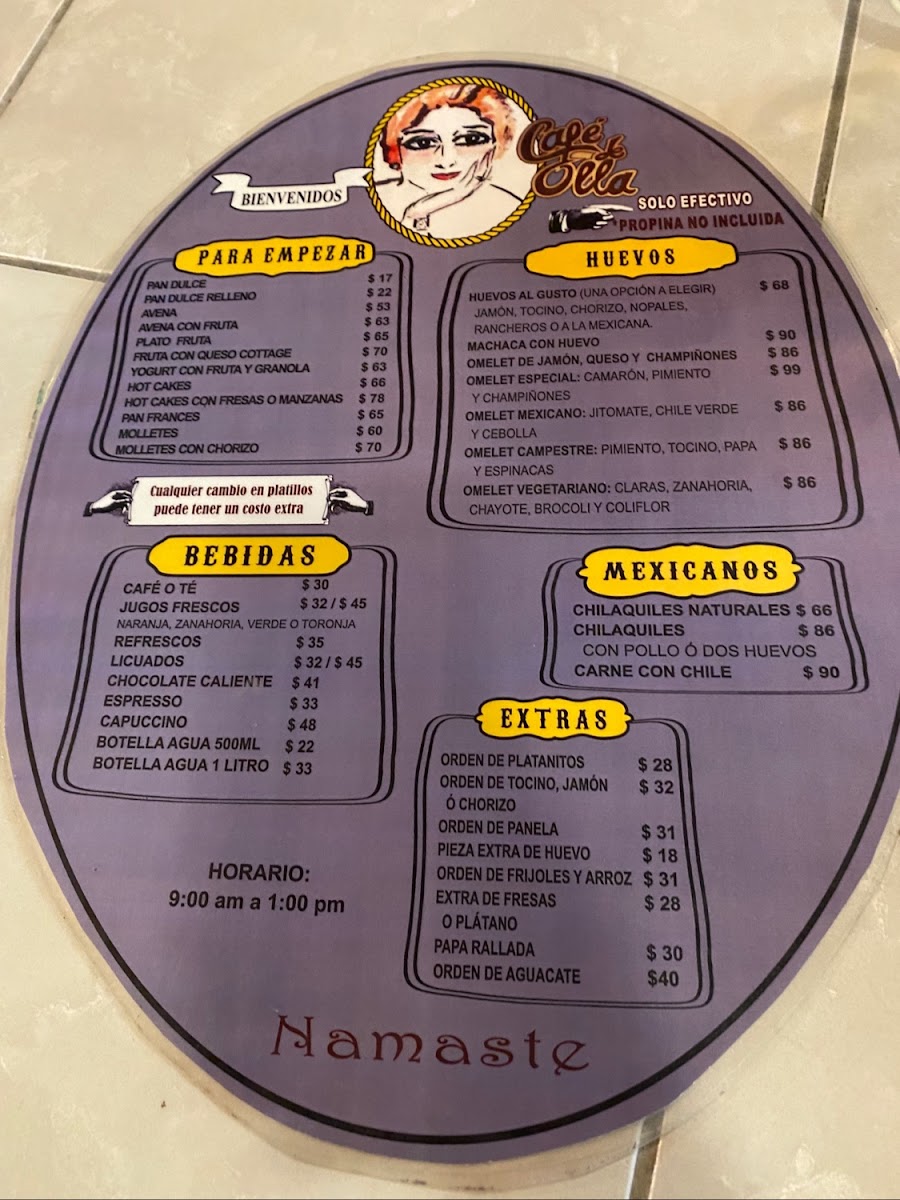 BIENVENIDOS
Café
Olla
SOLO EFECTIVO
*PROPINA NO INCLUIDA
PARA EMPEZAR
PAN DULCE $ 17
PAN DULCE RELLENO $ 22
AVENA $ 53
AVENA CON FRUTA $ 63
PLATO FRUTA $ 65
FRUTA CON QUESO COTTAGE $ 70
YOGURT CON FRUTA Y GRANOLA $ 63
HOT CAKES $ 66
HOT CAKES CON FRESAS O MANZANAS $ 78
PAN FRANCES $ 65
MOLLETES $ 60
MOLLETES CON CHORIZO $ 70
Cualquier cambio en platillos
puede tener un costo extra
BEBIDAS
CAFÉ O TÉ $ 30
JUGOS FRESCOS $ 32 / $ 45
NARANJA, ZANAHORIA, VERDE O TORONJA
REFRESCOS $ 35
LICUADOS $ 32 / $ 45
CHOCOLATE CALIENTE $ 41
ESPRESSO $ 33
CAPUCCINO $ 48
BOTELLA AGUA 500ML $ 22
BOTELLA AGUA 1 LITRO $ 33
HORARIO:
9:00 am a 1:00 pm
HUEVOS
HUEVOS AL GUSTO (UNA OPCIÓN A ELEGIR) $ 68
JAMÓN, TOCINO, CHORIZO, NOPALES,
RANCHEROS O A LA MEXICANA.
MACHACA CON HUEVO $ 90
OMELET DE JAMÓN, QUESO Y CHAMPIÑONES $ 86
OMELET ESPECIAL: CAMARÓN, PIMIENTO $ 99
Y CHAMPIÑONES
OMELET MEXICANO: JITOMATE, CHILE VERDE $ 86
Y CEBOLLA
OMELET CAMPESTRE: PIMIENTO, TOCINO, PAPA $ 86
Y ESPINACAS
OMELET VEGETARIANO: CLARAS, ZANAHORIA, $ 86
CHAYOTE, BROCOLI Y COLIFLOR
MEXICANOS
CHILAQUILES NATURALES $ 66
CHILAQUILES $ 86
CON POLLO Ó DOS HUEVOS
CARNE CON CHILE $ 90
EXTRAS
ORDEN DE PLATANITOS $ 28
ORDEN DE TOCINO, JAMÓN $ 32
Ó CHORIZO
ORDEN DE PANELA $ 31
PIEZA EXTRA DE HUEVO $ 18
ORDEN DE FRIJOLES Y ARROZ $ 31
EXTRA DE FRESAS $ 28
O PLÁTANO
PAPA RALLADA $ 30
ORDEN DE AGUACATE $40
Namaste